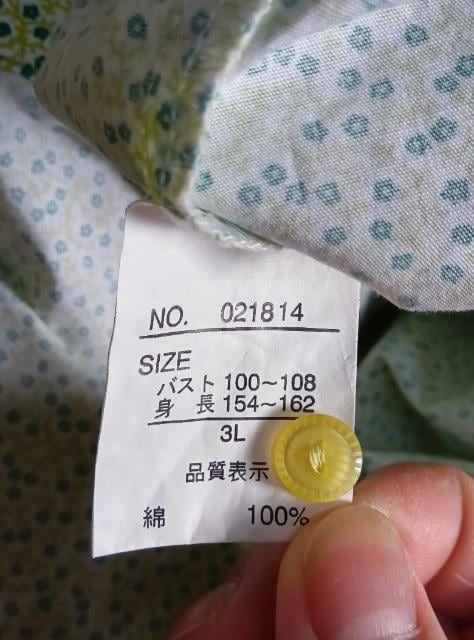 NO. 021814
SIZE
バスト 100～108
身 長 154～162
3L
品質表示
綿 100%